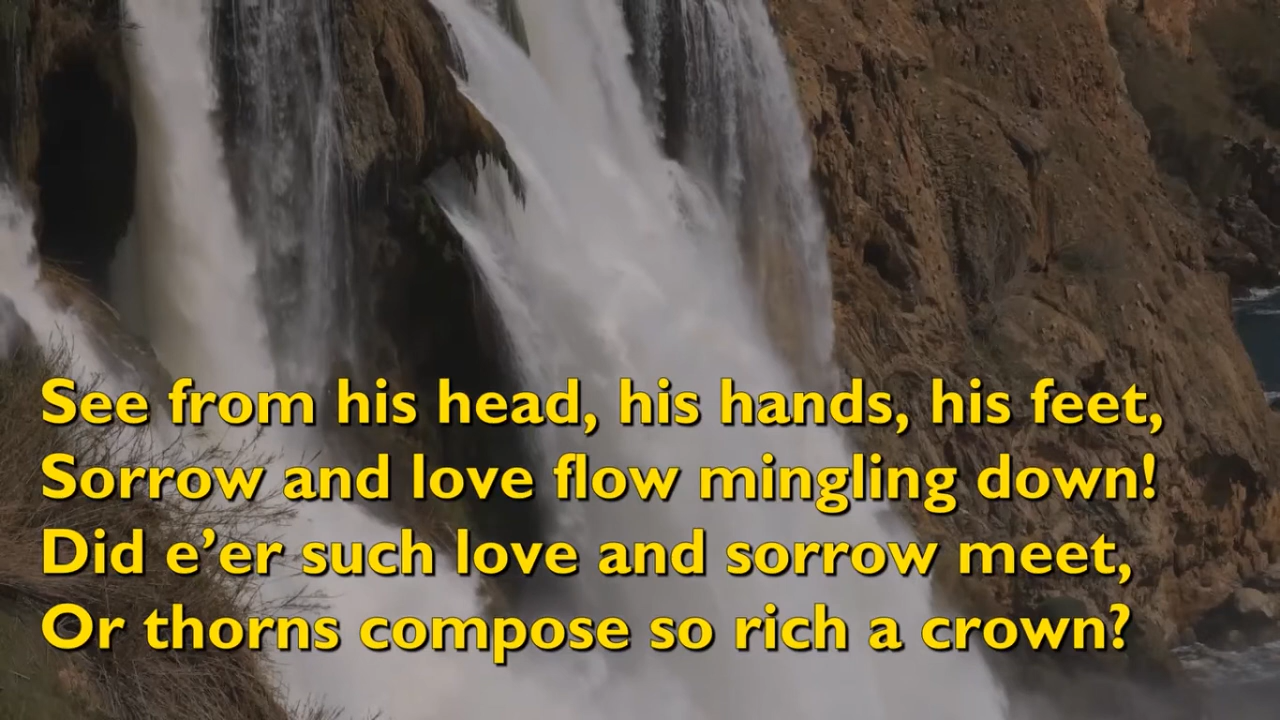 See from his head, his hands, his feet,
Sorrow and love flow mingling down!
Did e’er such love and sorrow meet,
Or thorns compose so rich a crown?